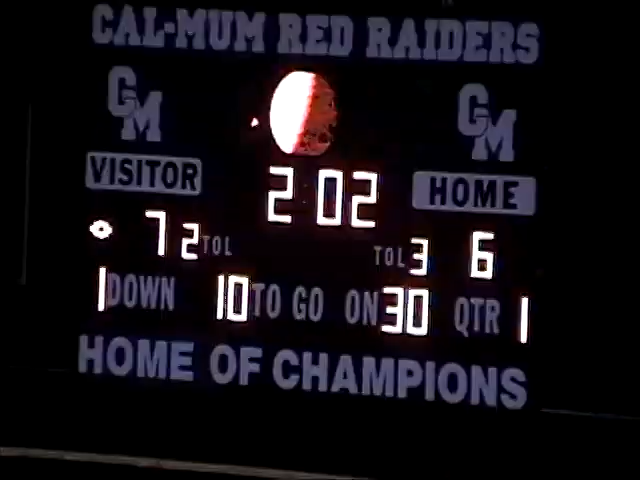 CAL-MUM RED RAIDERS
CM CM
VISITOR 2:02 HOME
7 2 TOL TOL 3 6
1 DOWN 10 TO GO ON 30 QTR 1
HOME OF CHAMPIONS